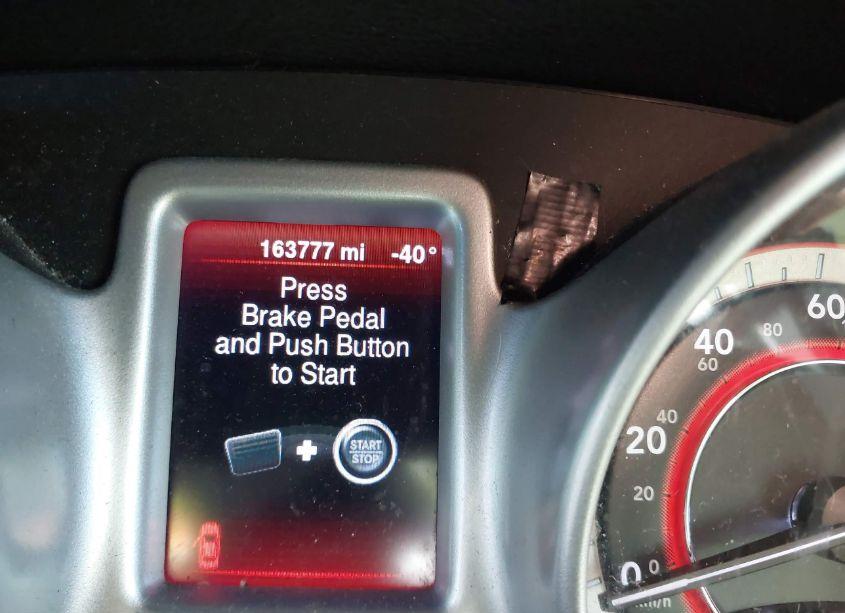 163777 mi -40°
Press
Brake Pedal
and Push Button
to Start
START
STOP
60
80
40
60
40
20
20
0
0
km/h